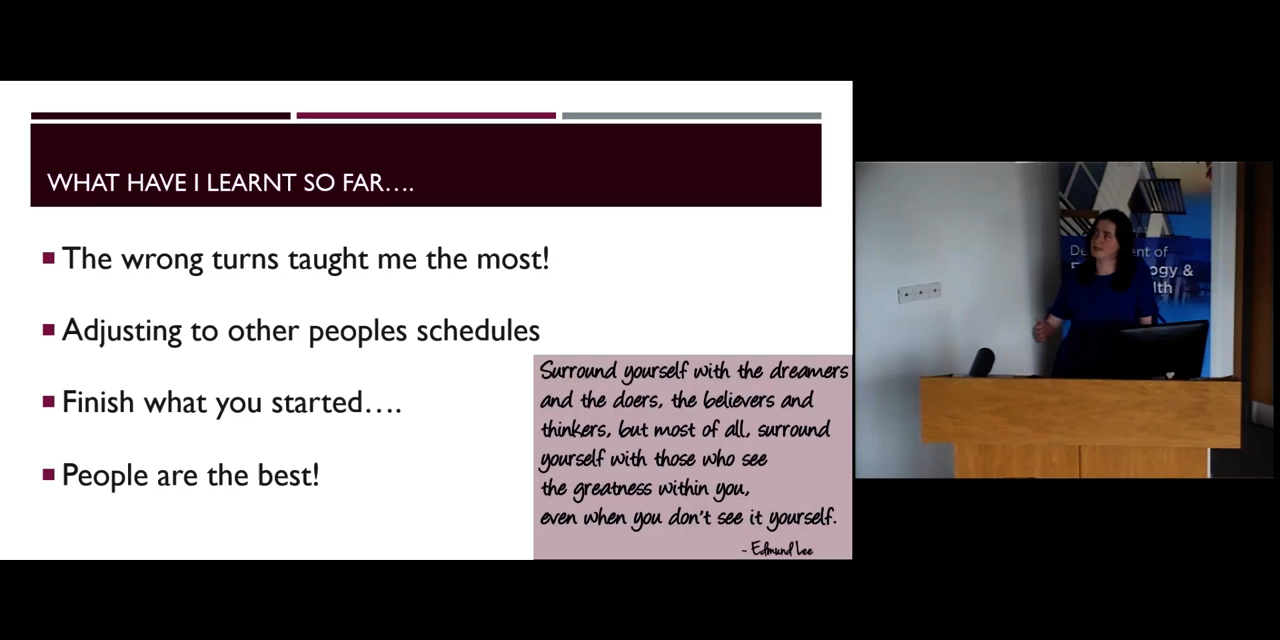 WHAT HAVE I LEARNT SO FAR....
The wrong turns taught me the most!
Adjusting to other peoples schedules
Finish what you started....
People are the best!
Surround yourself with the dreamers
and the doers, the believers and
thinkers, but most of all, surround
yourself with those who see
the greatness within you,
even when you don't see it yourself.
~ Edmund Lee
of
&